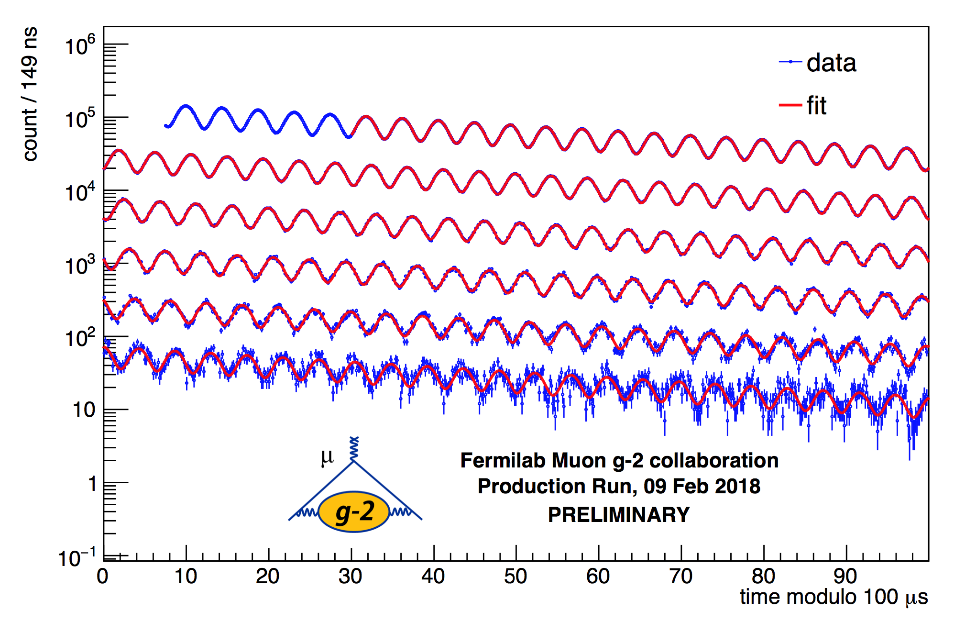 count / 149 ns
10⁶
10⁵
10⁴
10³
10²
10
1
10⁻¹
data
fit
μ
g-2
Fermilab Muon g-2 collaboration
Production Run, 09 Feb 2018
PRELIMINARY
0 10 20 30 40 50 60 70 80 90
time modulo 100 μs